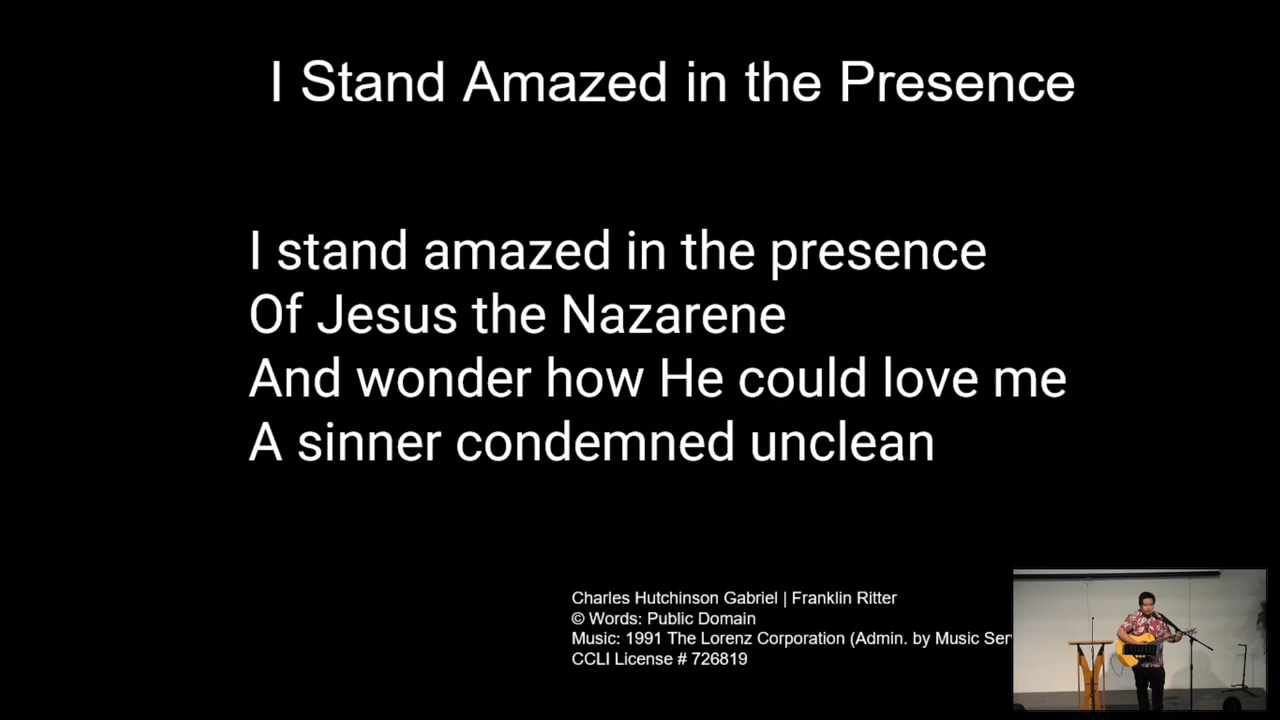 I Stand Amazed in the Presence
I stand amazed in the presence
Of Jesus the Nazarene
And wonder how He could love me
A sinner condemned unclean
Charles Hutchinson Gabriel | Franklin Ritter
© Words: Public Domain
Music: 1991 The Lorenz Corporation (Admin. by Music
CCLI License # 726819